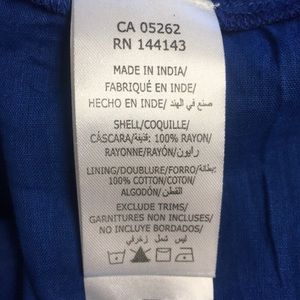 CA 05262
RN 144143
MADE IN INDIA/
FABRIQUÉ EN INDE/
HECHO EN INDE/ صنع في الهند
SHELL/COQUILLE/
CÁSCARA/قشرة: 100% RAYON/
RAYONNE/RAYÓN/رايون
LINING/DOUBLURE/FORRO/بطانة:
100% COTTON/COTON/
ALGODÓN/القطن
EXCLUDE TRIMS/
GARNITURES NON INCLUSES/
NO INCLUYE BORDADOS/
ليس تشمل زخرفي